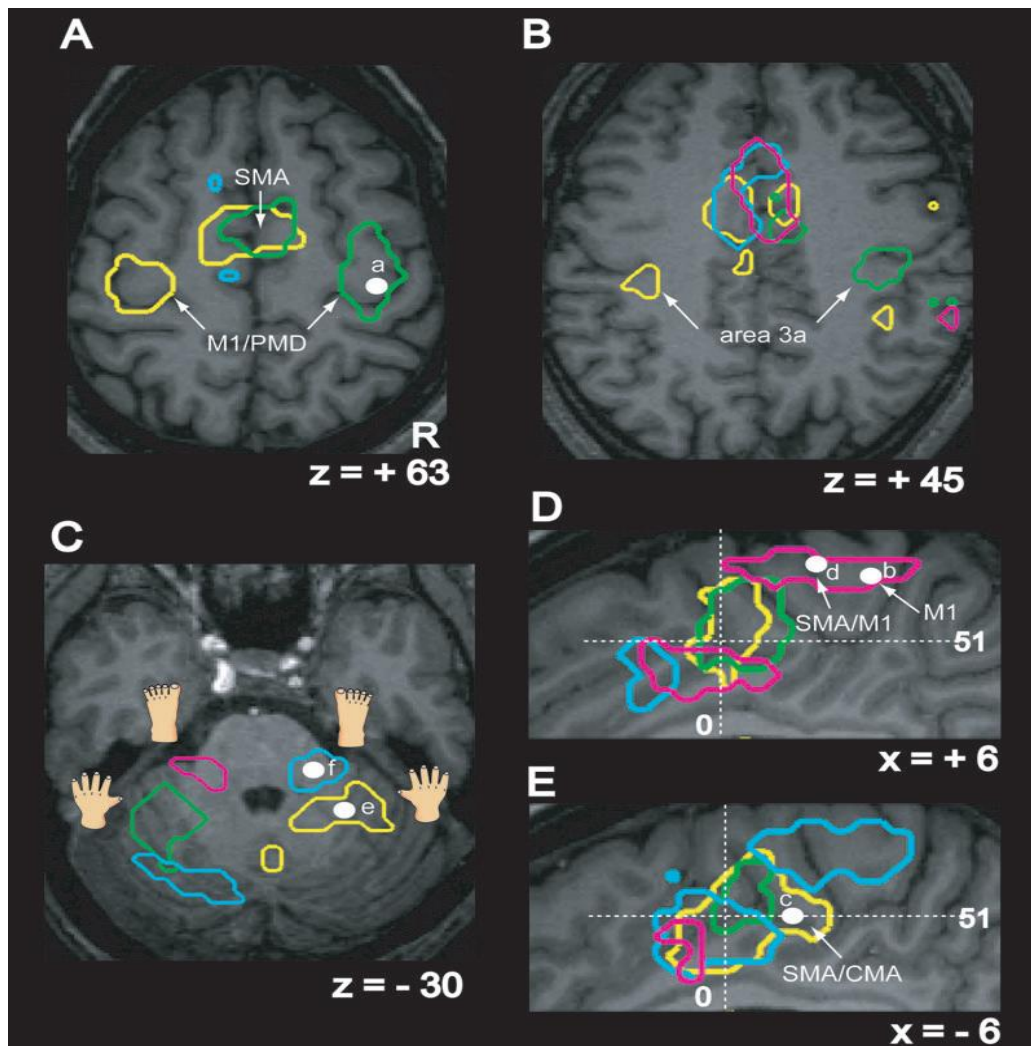 A
SMA
a
M1/PMD
R
z = + 63
B
area 3a
z = + 45
C
f
e
z = - 30
D
d
b
SMA/M1
M1
51
0
x = + 6
E
c
51
SMA/CMA
0
x = - 6